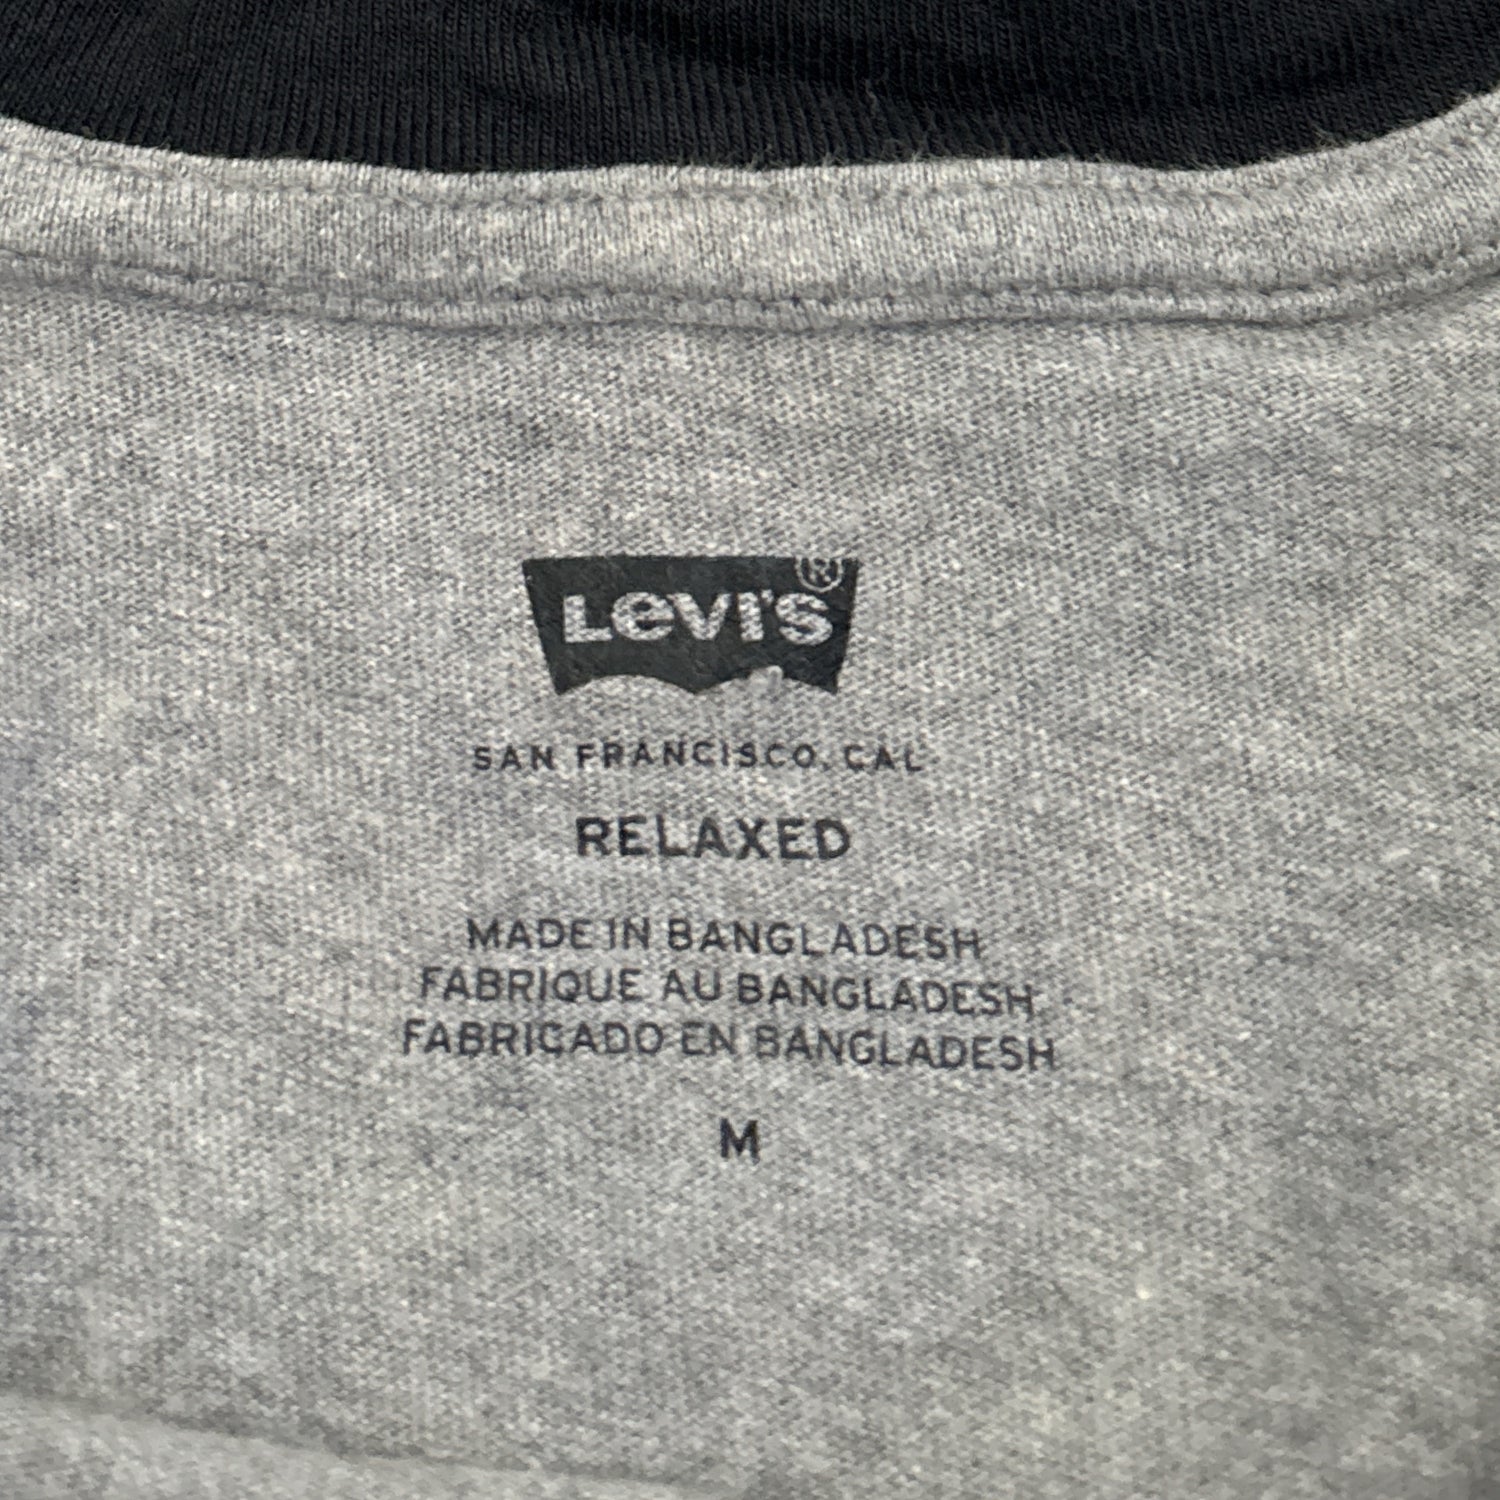 LEVI'S®
SAN FRANCISCO, CAL
RELAXED
MADE IN BANGLADESH
FABRIQUE AU BANGLADESH
FABRICADO EN BANGLADESH
M